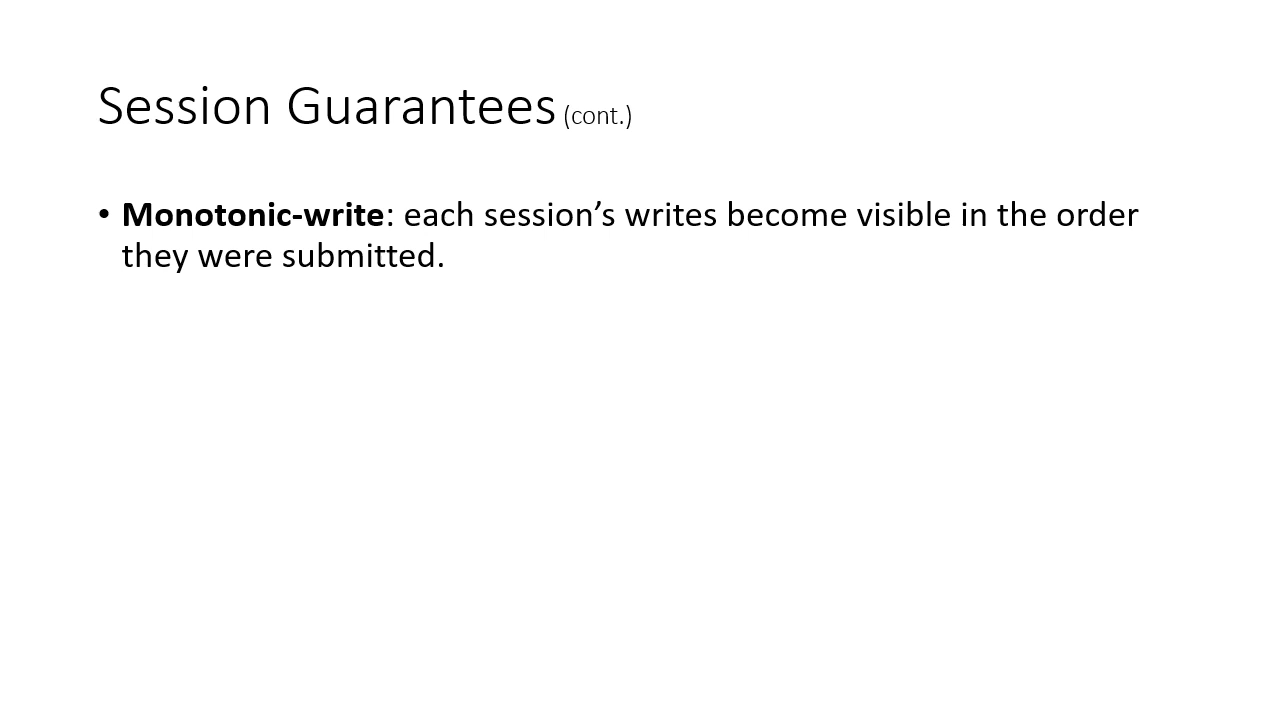 Session Guarantees (cont.)
• Monotonic-write: each session’s writes become visible in the order
they were submitted.